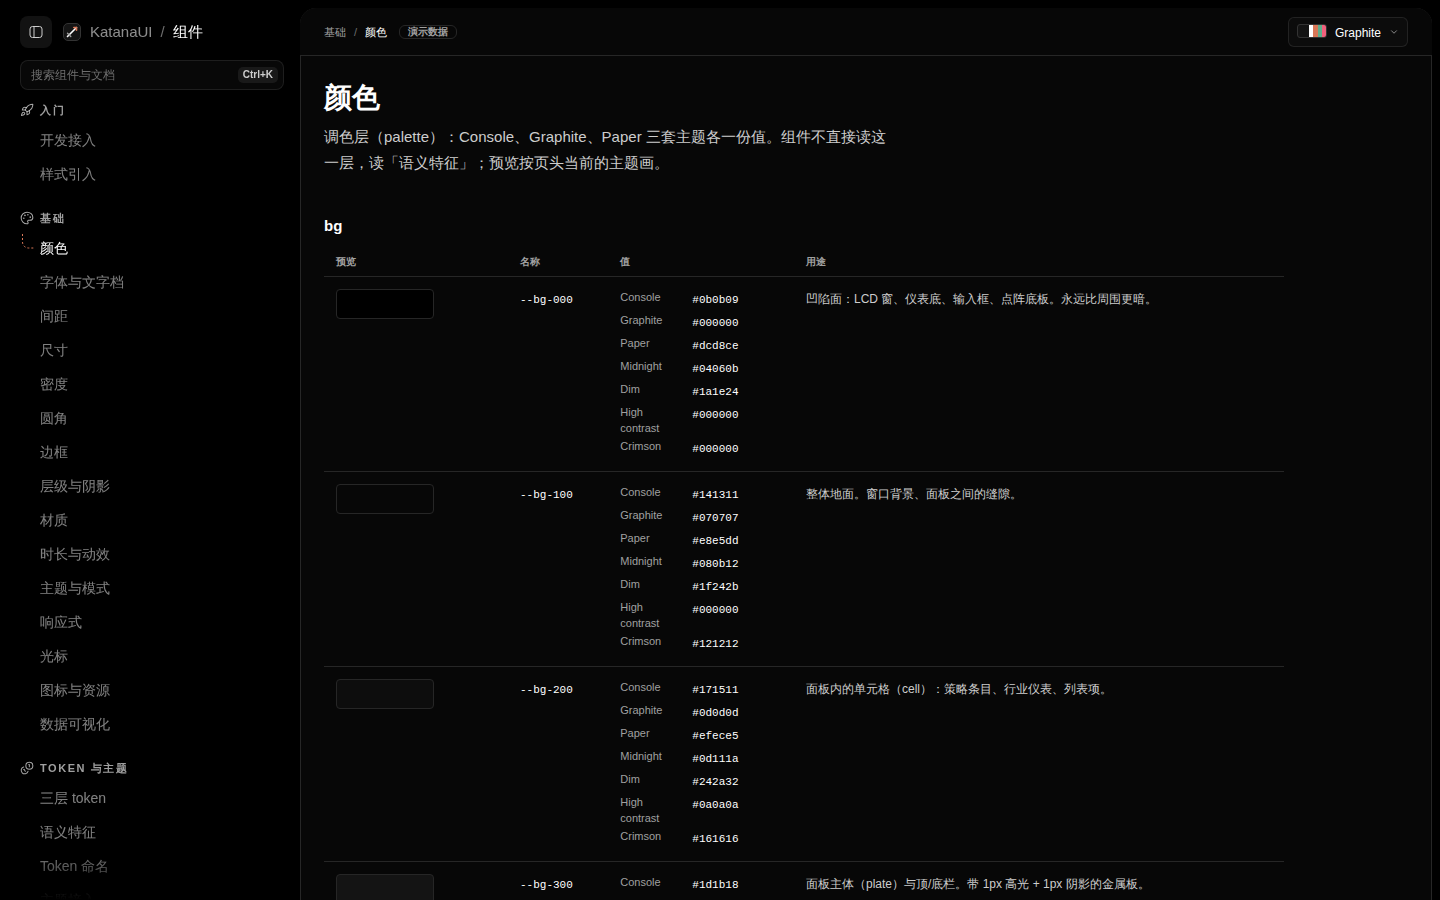 KatanaUI / 组件
搜索组件与文档 Ctrl+K
入门
开发接入
样式引入
基础
颜色
字体与文字档
间距
尺寸
密度
圆角
边框
层级与阴影
材质
时长与动效
主题与模式
响应式
光标
图标与资源
数据可视化
TOKEN 与主题
三层 token
语义特征
Token 命名
基础 / 颜色 演示数据
Graphite
颜色
调色层（palette）：Console、Graphite、Paper 三套主题各一份值。组件不直接读这
一层，读「语义特征」；预览按页头当前的主题画。
bg
预览 名称 值 用途
--bg-000 Console #0b0b09 凹陷面：LCD 窗、仪表底、输入框、点阵底板。永远比周围更暗。
Graphite #000000
Paper #dcd8ce
Midnight #04060b
Dim #1a1e24
High contrast #000000
Crimson #000000
--bg-100 Console #141311 整体地面。窗口背景、面板之间的缝隙。
Graphite #070707
Paper #e8e5dd
Midnight #080b12
Dim #1f242b
High contrast #000000
Crimson #121212
--bg-200 Console #171511 面板内的单元格（cell）：策略条目、行业仪表、列表项。
Graphite #0d0d0d
Paper #efece5
Midnight #0d111a
Dim #242a32
High contrast #0a0a0a
Crimson #161616
--bg-300 Console #1d1b18 面板主体（plate）与顶/底栏。带 1px 高光 + 1px 阴影的金属板。